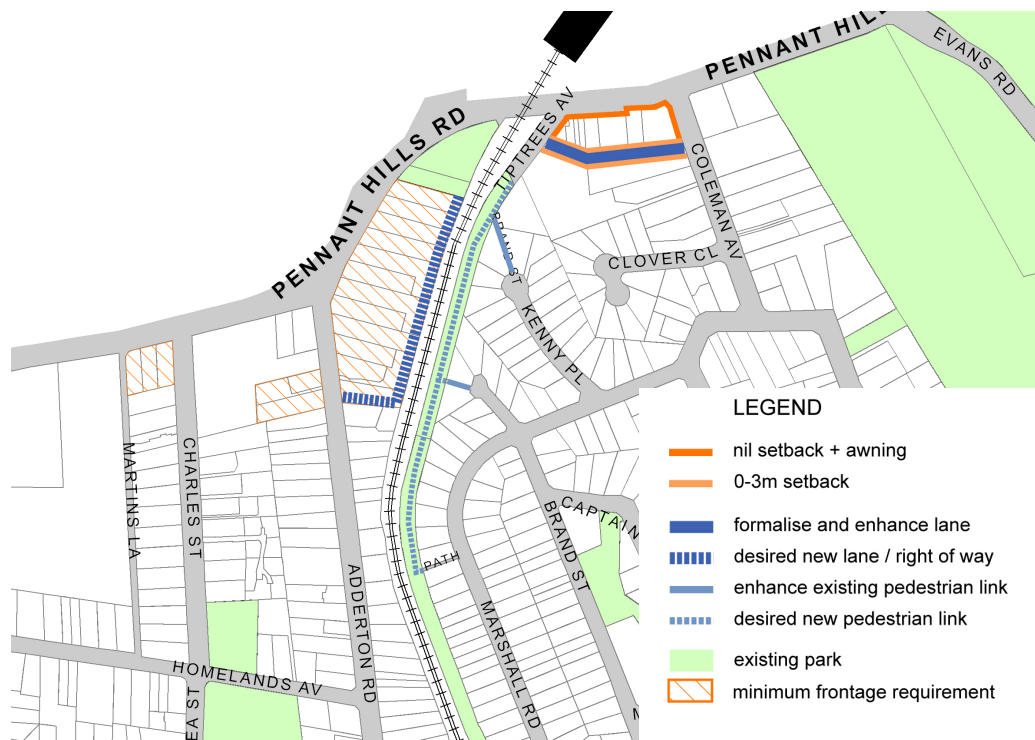 PENNANT HIL
EVANS RD
PENNANT HILLS RD
TIPTREES AV
COLEMAN AV
BRAND ST
CLOVER CL
KENNY PL
MARTINS LA
CHARLES ST
ADDERTON RD
PATH
MARSHALL RD
BRAND ST
CAPTAIN
HOMELANDS AV
EAST
M
LEGEND
nil setback + awning
0-3m setback
formalise and enhance lane
desired new lane / right of way
enhance existing pedestrian link
desired new pedestrian link
existing park
minimum frontage requirement